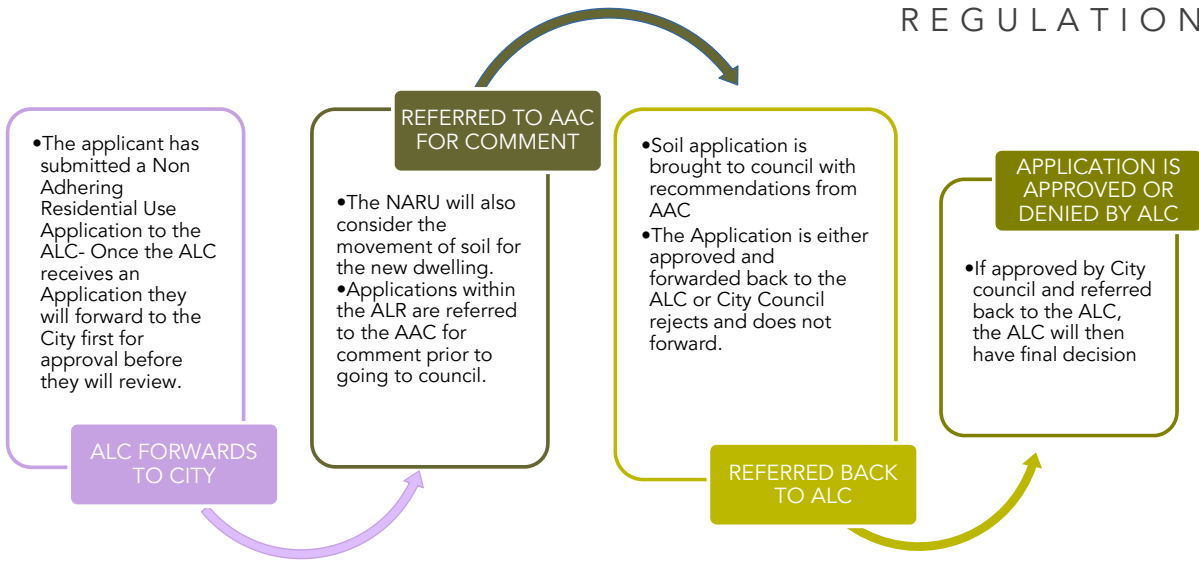 REGULATION
•The applicant has
submitted a Non
Adhering
Residential Use
Application to the
ALC- Once the ALC
receives an
Application they
will forward to the
City first for
approval before
they will review.
ALC FORWARDS
TO CITY
REFERRED TO AAC
FOR COMMENT
•The NARU will also
consider the
movement of soil for
the new dwelling.
•Applications within
the ALR are referred
to the AAC for
comment prior to
going to council.
•Soil application is
brought to council with
recommendations from
AAC
•The Application is either
approved and
forwarded back to the
ALC or City Council
rejects and does not
forward.
REFERRED BACK
TO ALC
APPLICATION IS
APPROVED OR
DENIED BY ALC
•If approved by City
council and referred
back to the ALC,
the ALC will then
have final decision